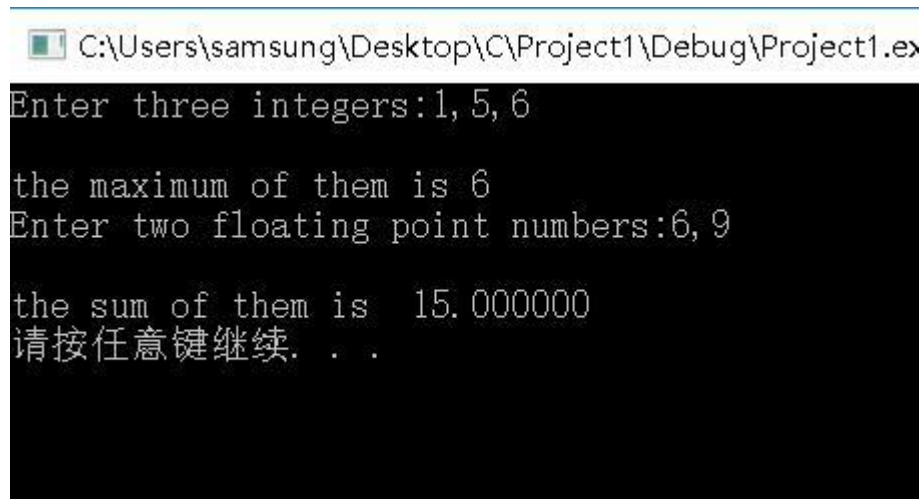 C:\Users\samsung\Desktop\C\Project1\Debug\Project1.ex
Enter three integers:1,5,6
the maximum of them is 6
Enter two floating point numbers:6,9
the sum of them is  15.000000
请按任意键继续. . .